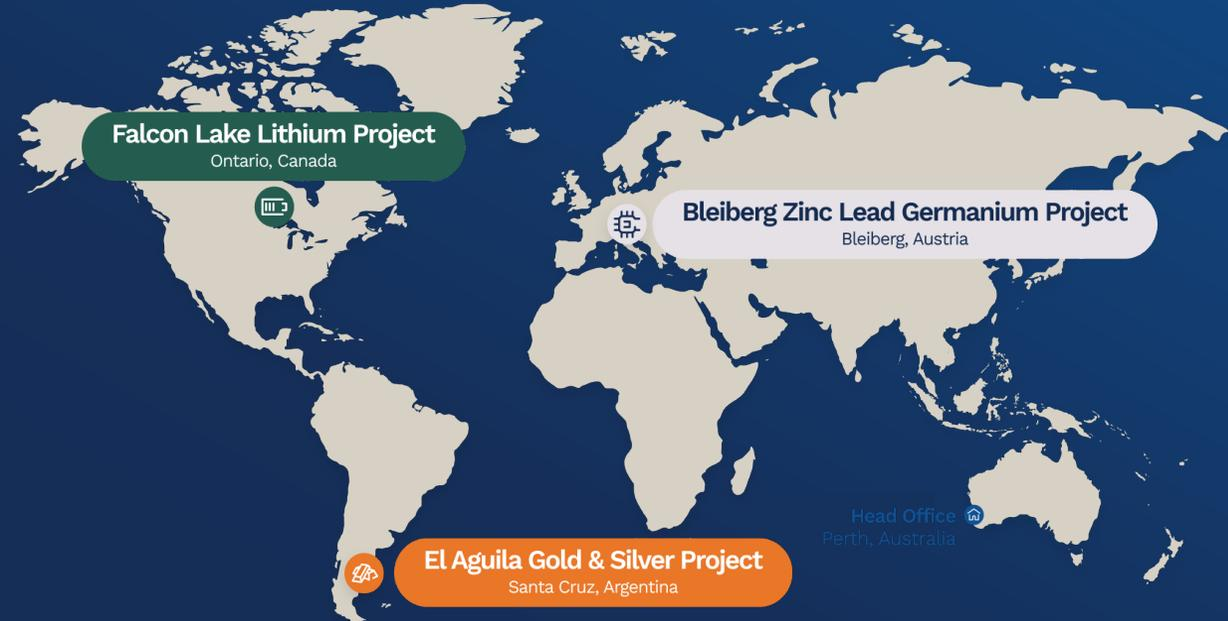 Falcon Lake Lithium Project
Ontario, Canada
Bleiberg Zinc Lead Germanium Project
Bleiberg, Austria
Head Office
Perth, Australia
El Aguila Gold & Silver Project
Santa Cruz, Argentina